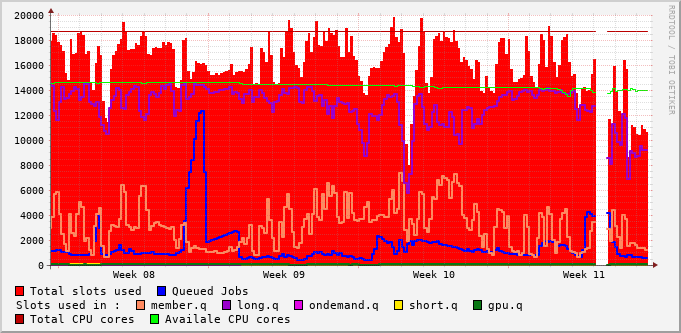 RRDTOOL / TOBI OETIKER
20000
18000
16000
14000
12000
10000
8000
6000
4000
2000
0
Week 08 Week 09 Week 10 Week 11
Total slots used Queued Jobs
Slots used in : member.q long.q ondemand.q short.q gpu.q
Total CPU cores Availale CPU cores